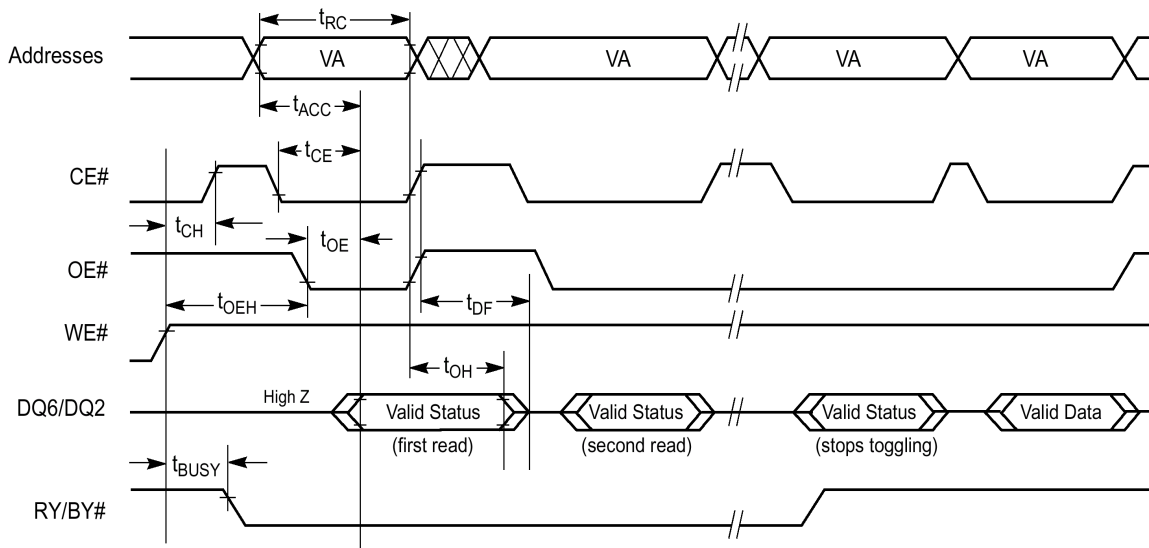 tRC
Addresses VA VA VA VA
tACC
tCE
CE#
tCH
tOE
OE#
tOEH
tDF
WE#
tOH
High Z
DQ6/DQ2 Valid Status Valid Status Valid Status Valid Data
(first read) (second read) (stops toggling)
tBUSY
RY/BY#